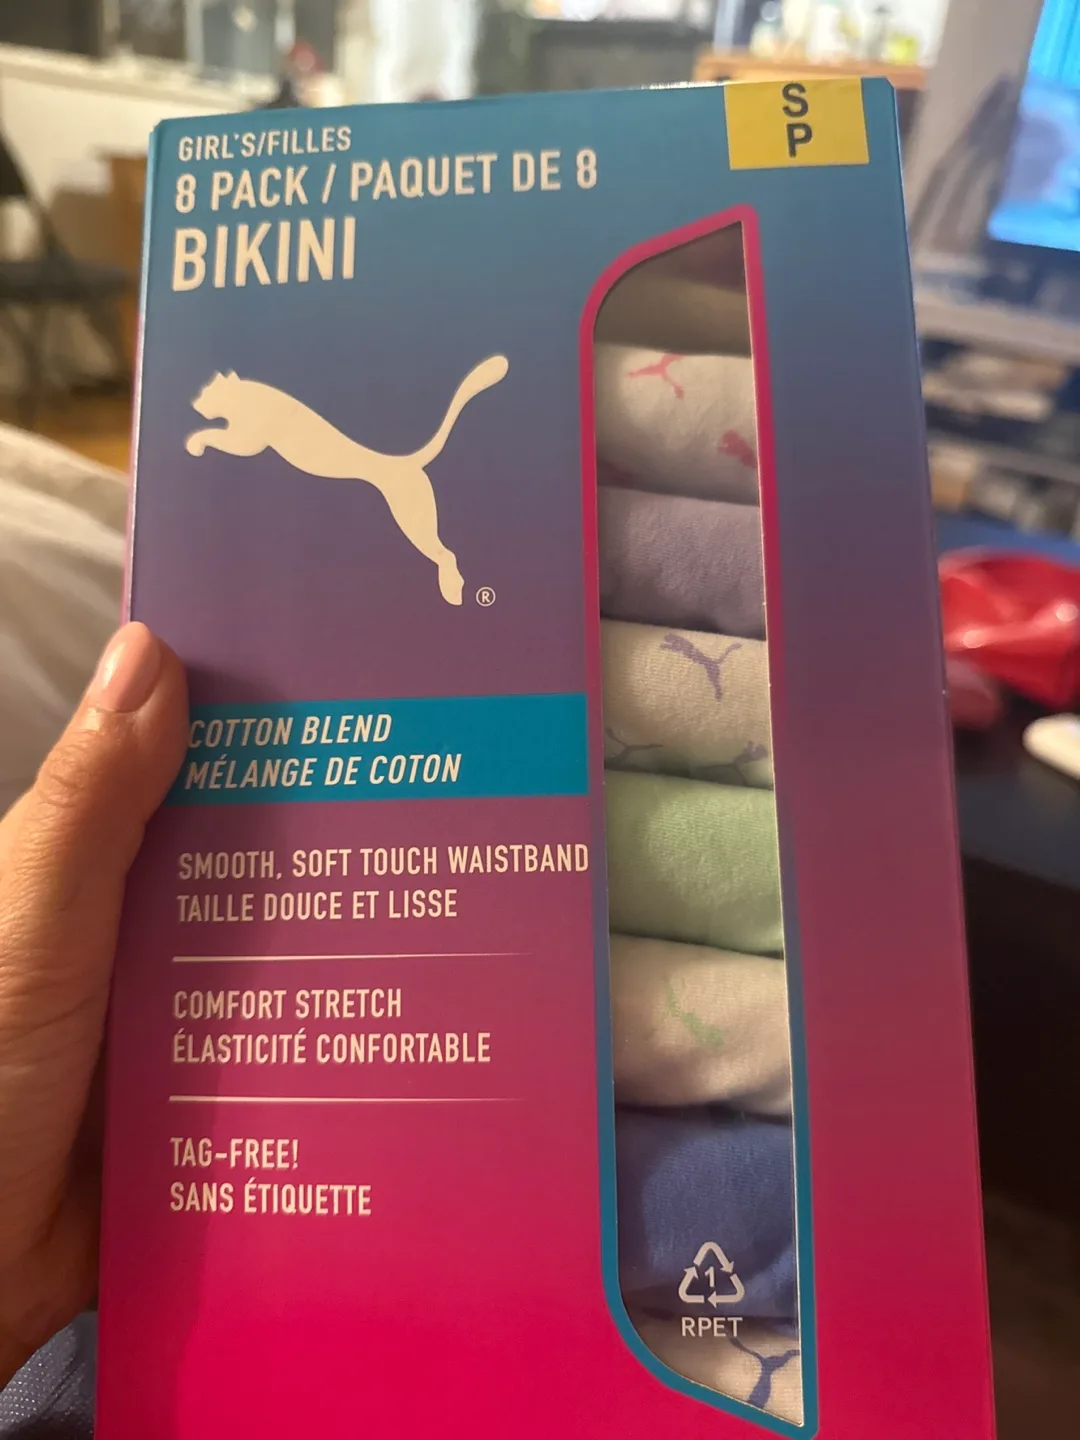 S
P
GIRL'S/FILLES
8 PACK / PAQUET DE 8
BIKINI
®
COTTON BLEND
MÉLANGE DE COTON
SMOOTH, SOFT TOUCH WAISTBAND
TAILLE DOUCE ET LISSE
COMFORT STRETCH
ÉLASTICITÉ CONFORTABLE
TAG-FREE!
SANS ÉTIQUETTE
1
RPET